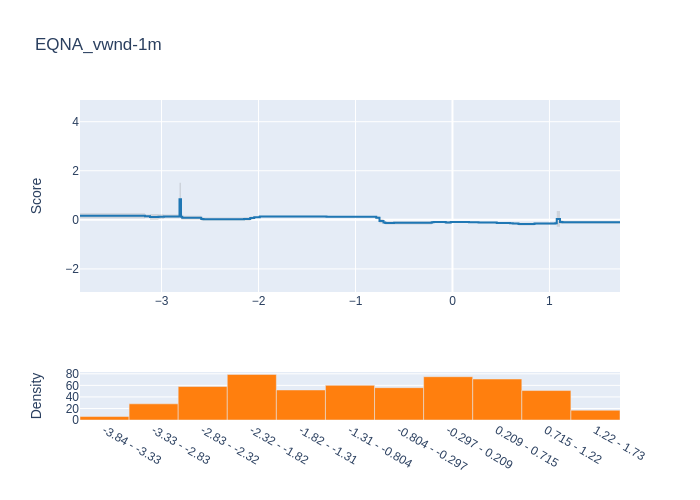 EQNA_vwnd-1m
Score
4
2
0
−2
−3
−2
−1
0
1
Density
80
60
40
20
0
-3.84 - -3.33
-3.33 - -2.83
-2.83 - -2.32
-2.32 - -1.82
-1.82 - -1.31
-1.31 - -0.804
-0.804 - -0.297
-0.297 - 0.209
0.209 - 0.715
0.715 - 1.22
1.22 - 1.73